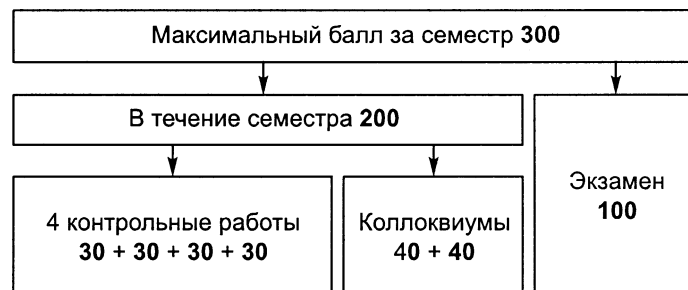 Максимальный балл за семестр 300
В течение семестра 200
4 контрольные работы
30 + 30 + 30 + 30
Коллоквиумы
40 + 40
Экзамен
100